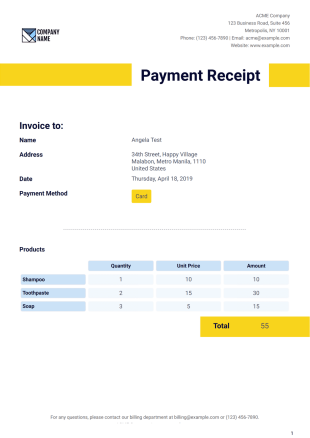 ACME Company
123 Business Road, Suite 456
Metropolis, NY 10001
Phone: (123) 456-7890 | Email: acme@example.com
Website: www.example.com
COMPANY
NAME
Payment Receipt
Invoice to:
Name Angela Test
Address 34th Street, Happy Village
Malabon, Metro Manila, 1110
United States
Date Thursday, April 18, 2019
Payment Method Card
Products
Quantity Unit Price Amount
Shampoo 1 10 10
Toothpaste 2 15 30
Soap 3 5 15
Total 55
For any questions, please contact our billing department at billing@example.com or (123) 456-7890.
1